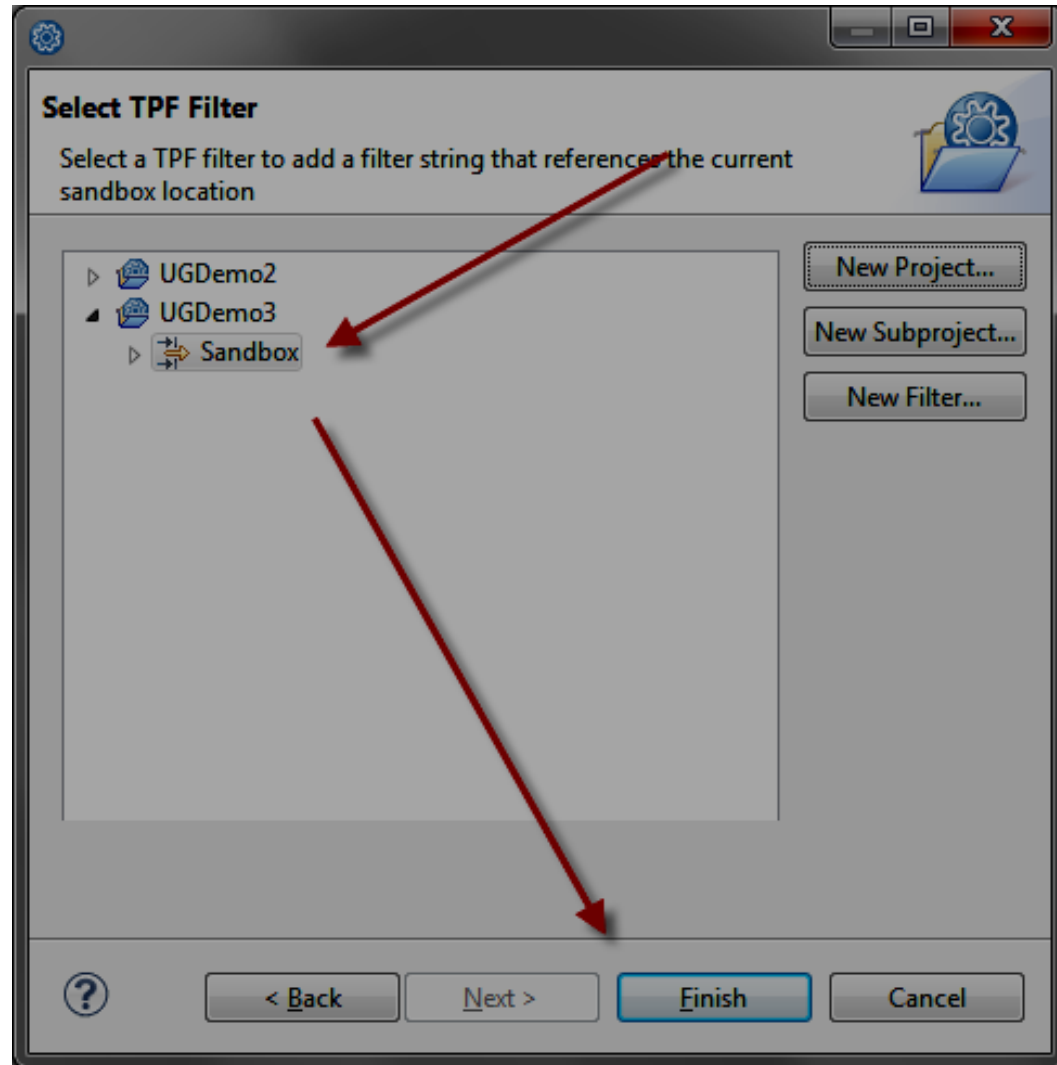 Select TPF Filter
Select a TPF filter to add a filter string that references the current
sandbox location
UGDemo2
UGDemo3
Sandbox
New Project...
New Subproject...
New Filter...
?
< Back
Next >
Finish
Cancel